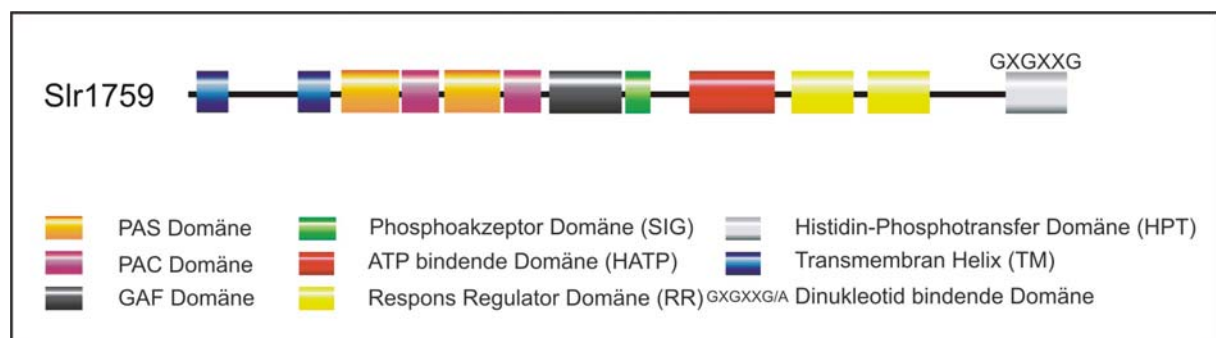 GXGXXG
Slr1759
PAS Domäne
PAC Domäne
GAF Domäne
Phosphoakzeptor Domäne (SIG)
ATP bindende Domäne (HATP)
Respons Regulator Domäne (RR)
Histidin-Phosphotransfer Domäne (HPT)
Transmembran Helix (TM)
GXGXXG/A Dinukleotid bindende Domäne